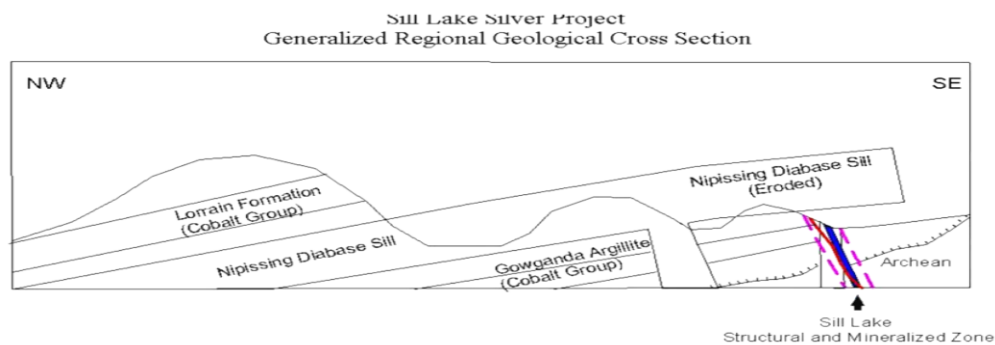 Sill Lake Silver Project
Generalized Regional Geological Cross Section
NW
SE
Nipissing Diabase Sill
(Eroded)
Lorrain Formation
(Cobalt Group)
Nipissing Diabase Sill
Gowganda Argillite
(Cobalt Group)
Archean
Sill Lake
Structural and Mineralized Zone